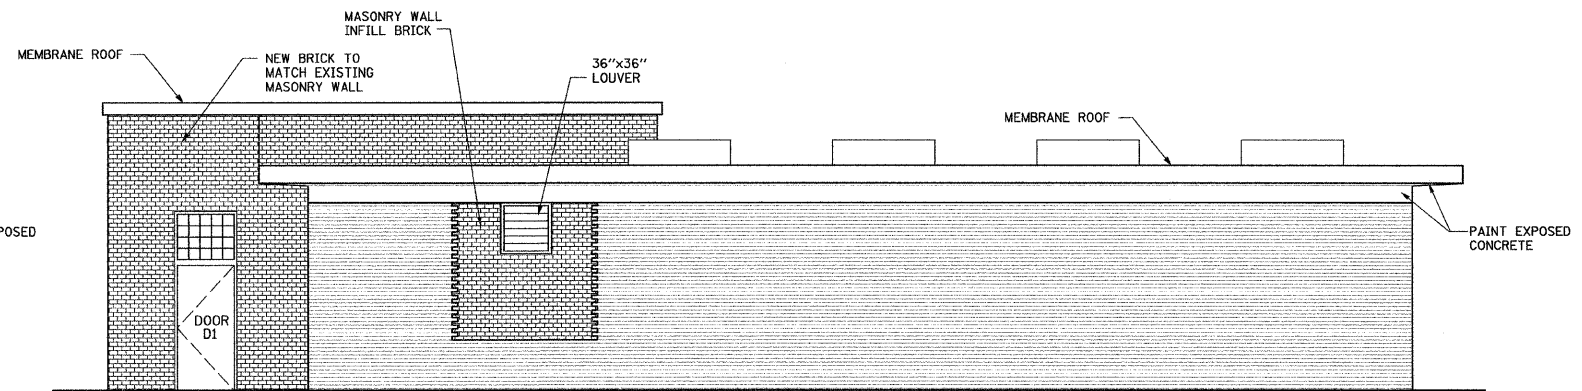 MASONRY WALL
INFILL BRICK
MEMBRANE ROOF
NEW BRICK TO
MATCH EXISTING
MASONRY WALL
36"x36"
LOUVER
MEMBRANE ROOF
POSED
PAINT EXPOSED
CONCRETE
DOOR
D1